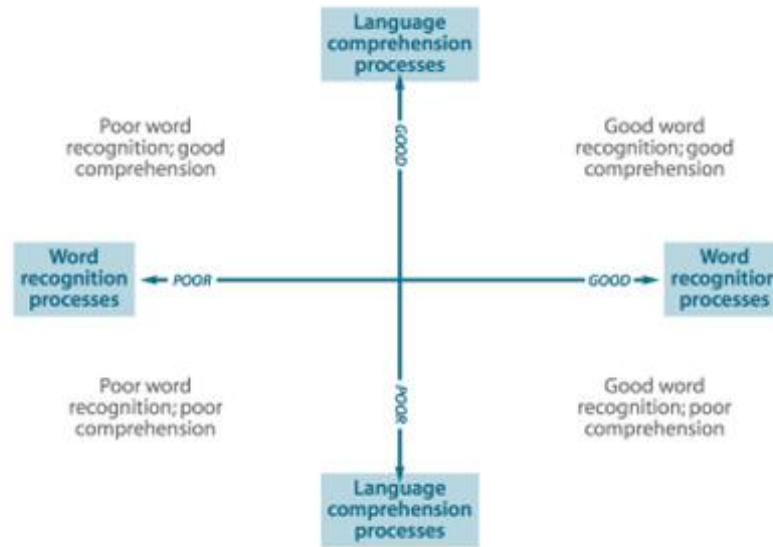 Language
comprehension
processes
GOOD
Poor word
recognition; good
comprehension
Good word
recognition; good
comprehension
Word
recognition
processes
POOR
GOOD
Word
recognition
processes
Poor word
recognition; poor
comprehension
POOR
Good word
recognition; poor
comprehension
Language
comprehension
processes